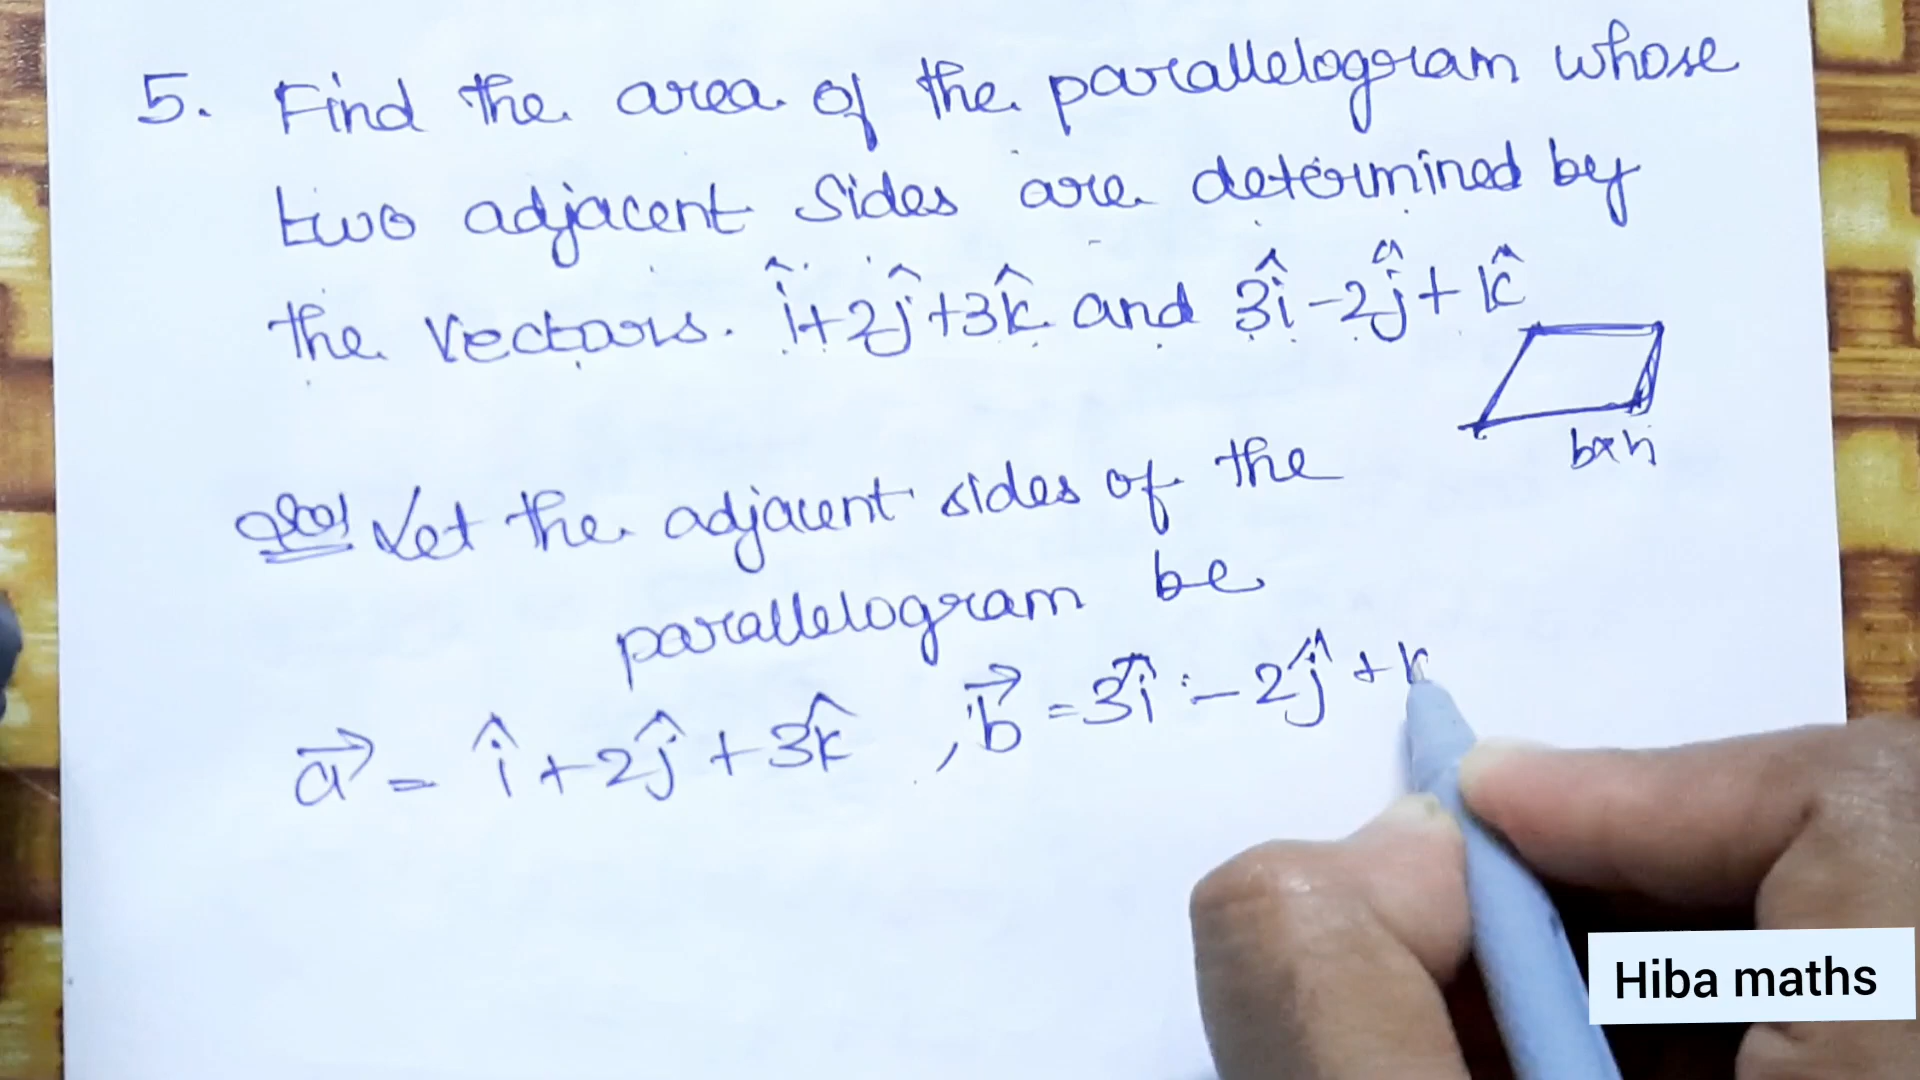 5. Find the area of the parallelogram whose
two adjacent sides are determined by
the vectors. î+2ĵ+3k̂ and 3î-2ĵ+k̂
b×h
Sol Let the adjacent sides of the
parallelogram be
a⃗ = î+2ĵ+3k̂ , b⃗ =3î-2ĵ+k
Hiba maths